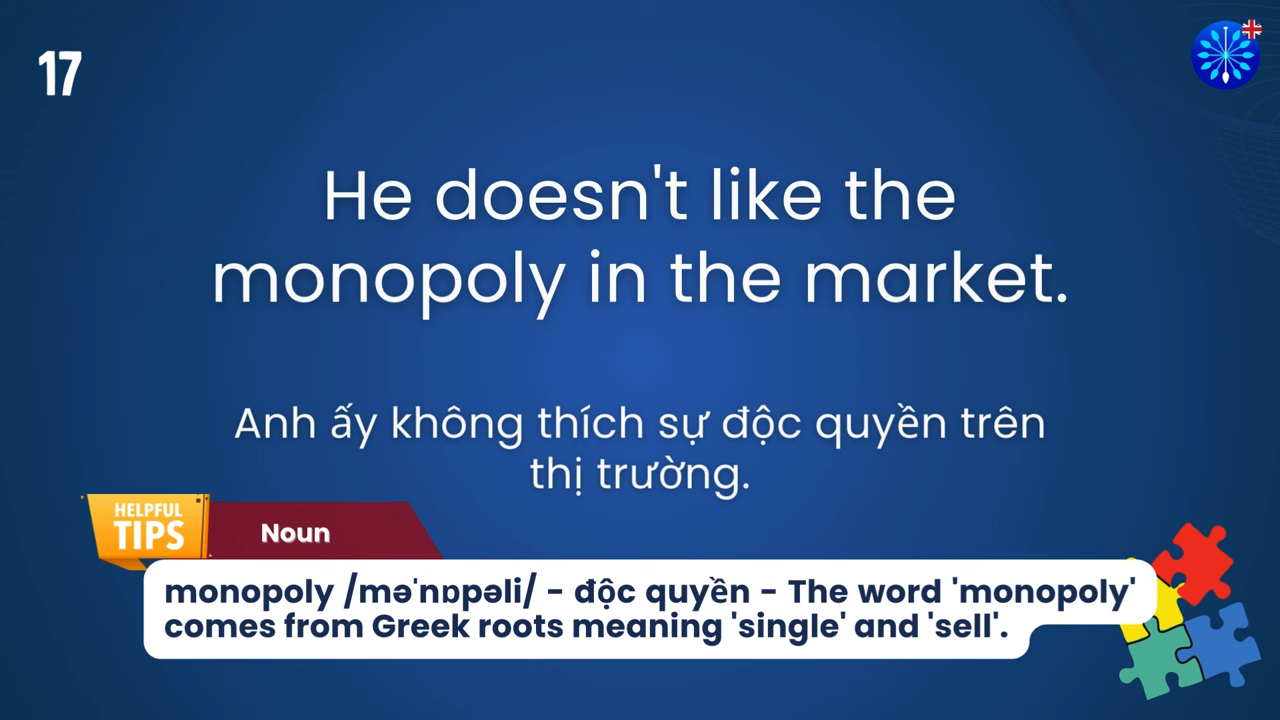 17
He doesn't like the
monopoly in the market.
Anh ấy không thích sự độc quyền trên
thị trường.
HELPFUL
TIPS
Noun
monopoly /məˈnɒpəli/ - độc quyền - The word 'monopoly'
comes from Greek roots meaning 'single' and 'sell'.